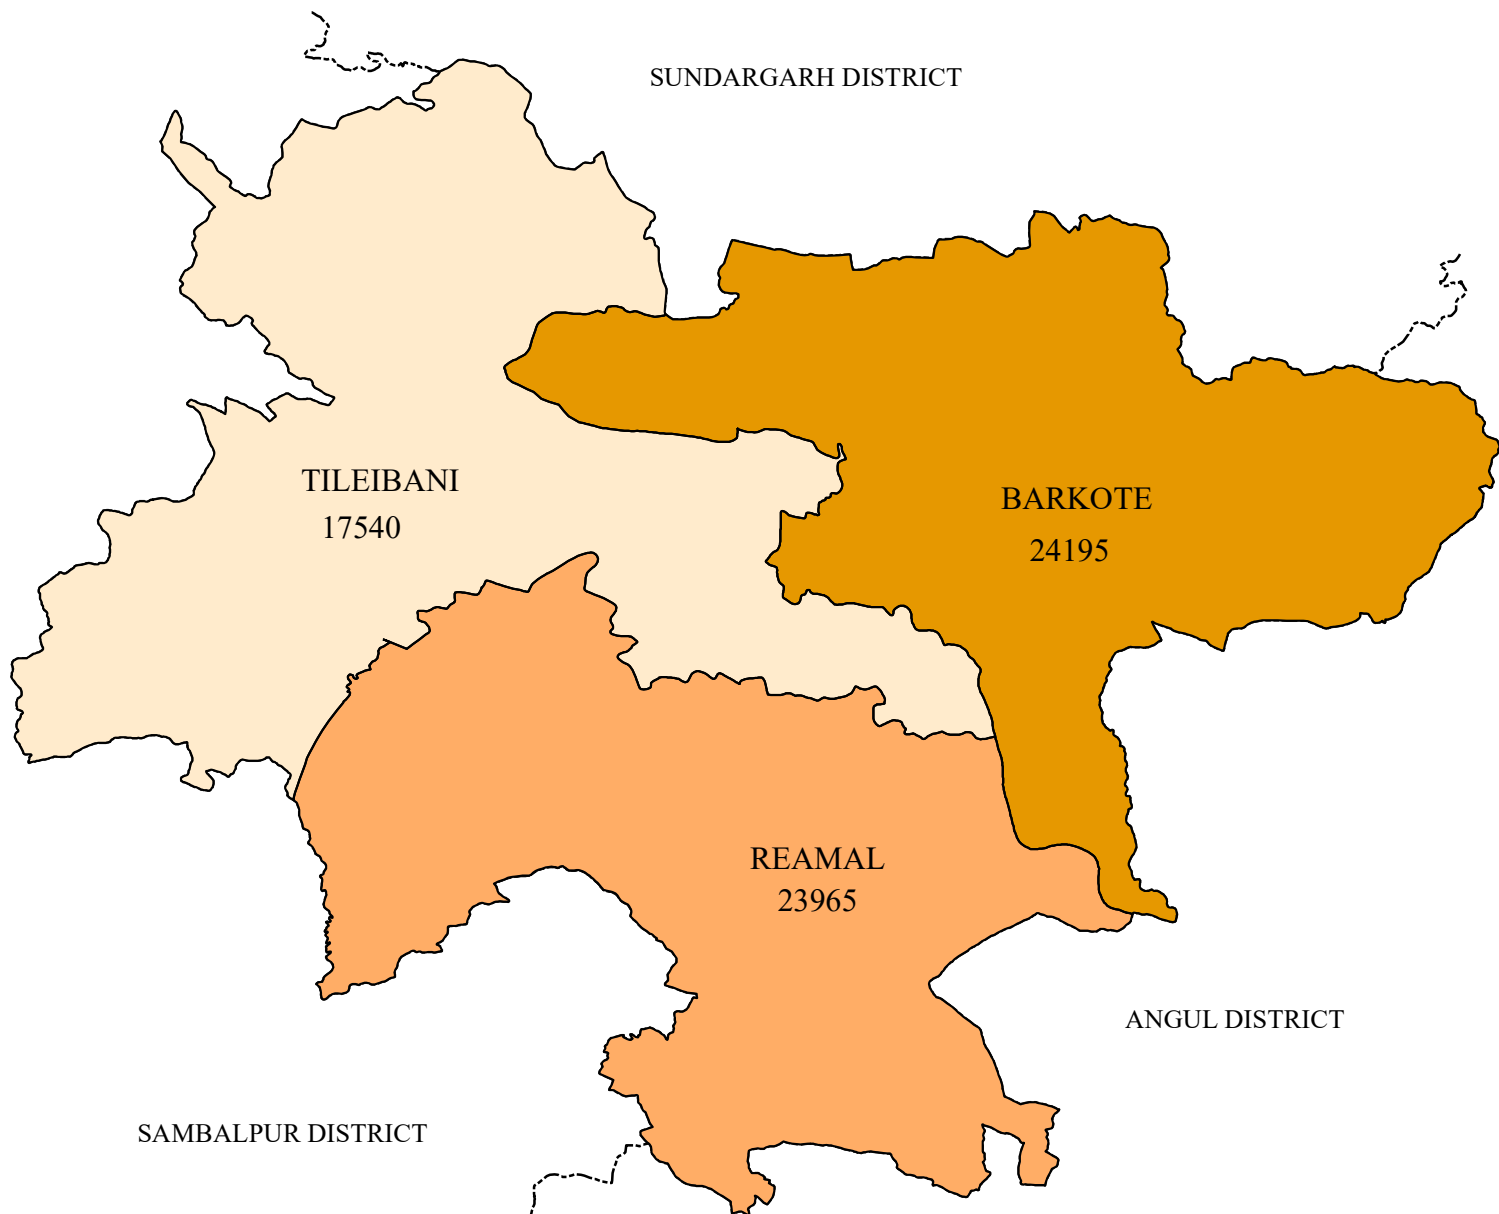 SUNDARGARH DISTRICT
TILEIBANI
17540
BARKOTE
24195
REAMAL
23965
ANGUL DISTRICT
SAMBALPUR DISTRICT